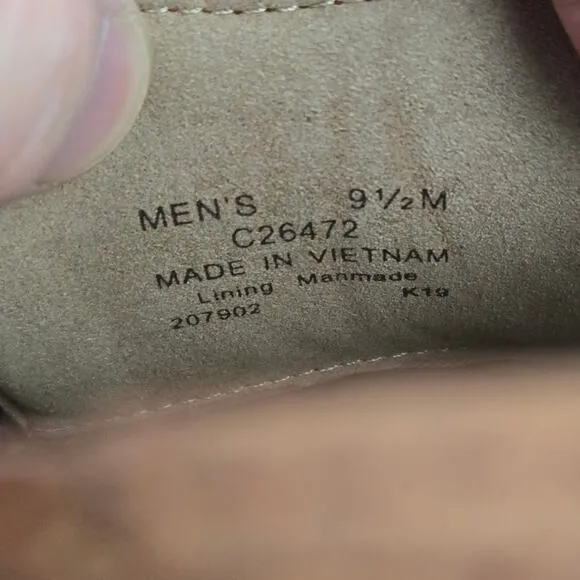 MEN'S 9½M
C26472
MADE IN VIETNAM
Lining Manmade
207902 K19